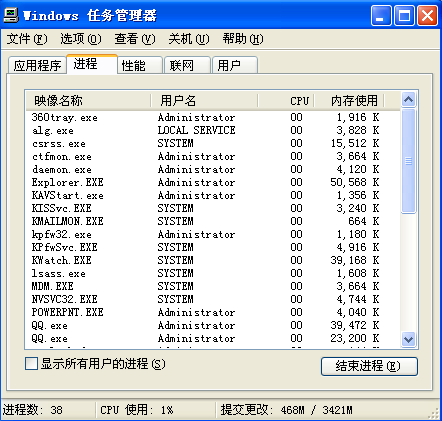 Windows 任务管理器
文件(F) 选项(O) 查看(V) 关机(U) 帮助(H)
应用程序 进程 性能 联网 用户
映像名称 用户名 CPU 内存使用
360tray.exe Administrator 00 1,916 K
alg.exe LOCAL SERVICE 00 3,828 K
csrss.exe SYSTEM 00 15,512 K
ctfmon.exe Administrator 00 3,664 K
daemon.exe Administrator 00 4,120 K
Explorer.EXE Administrator 00 50,568 K
KAVStart.exe Administrator 00 1,356 K
KISSvc.EXE SYSTEM 00 3,240 K
KMAILMON.EXE SYSTEM 00 664 K
kpfw32.exe Administrator 00 1,180 K
KPfwSvc.EXE SYSTEM 00 4,916 K
KWatch.EXE SYSTEM 00 39,168 K
lsass.exe SYSTEM 00 1,608 K
MDM.EXE SYSTEM 00 3,664 K
NVSVC32.EXE SYSTEM 00 4,744 K
POWERPNT.EXE Administrator 00 4,040 K
QQ.exe Administrator 00 39,472 K
QQ.exe Administrator 00 23,200 K
显示所有用户的进程(S) 结束进程(E)
进程数: 38 CPU 使用: 1% 提交更改: 468M / 3421M